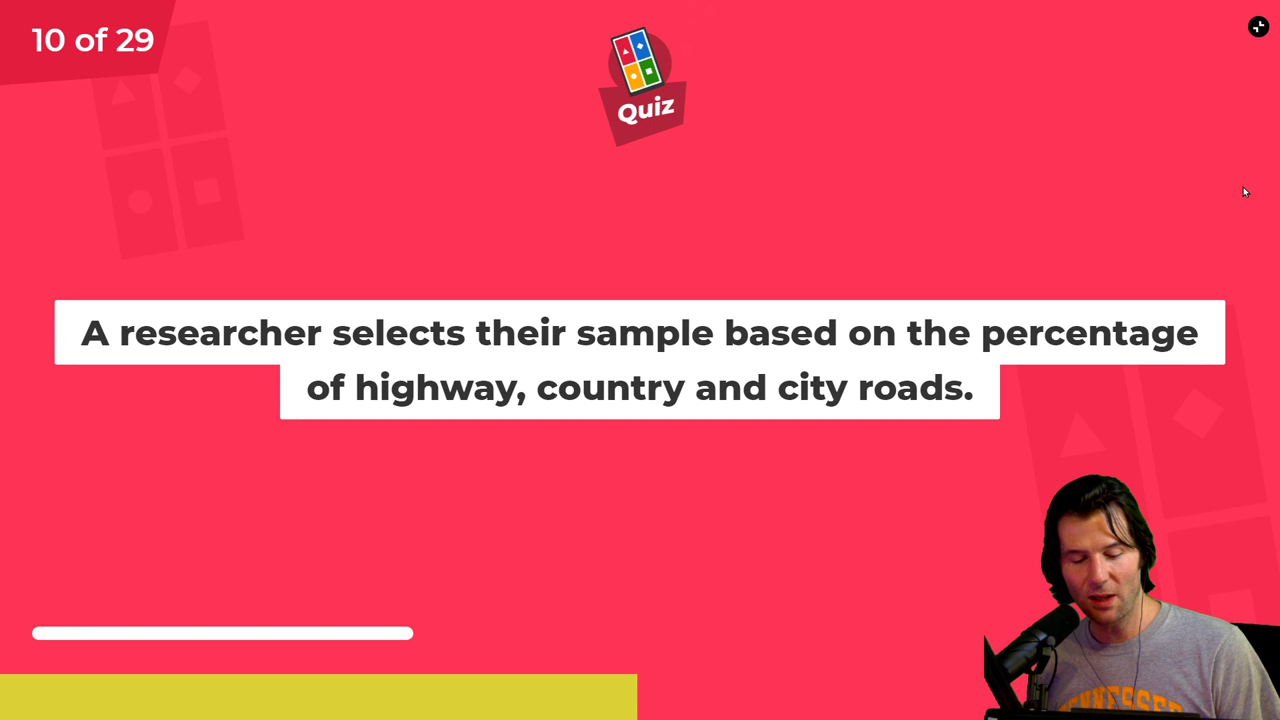 10 of 29
Quiz
A researcher selects their sample based on the percentage
of highway, country and city roads.